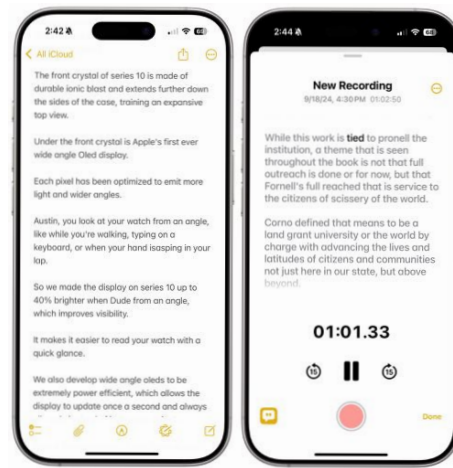 2:42
68
All iCloud
The front crystal of series 10 is made of
durable ionic blast and extends further down
the sides of the case, training an expansive
top view.
Under the front crystal is Apple's first ever
wide angle Oled display.
Each pixel has been optimized to emit more
light and wider angles.
Austin, you look at your watch from an angle,
like while you're walking, typing on a
keyboard, or when your hand isasping in your
lap.
So we made the display on series 10 up to
40% brighter when Dude from an angle,
which improves visibility.
It makes it easier to read your watch with a
quick glance.
We also develop wide angle oleds to be
extremely power efficient, which allows the
display to update once a second and always
2:44
68
New Recording
9/18/24, 4:30PM 01:02:50
While this work is tied to pronell the
institution, a theme that is seen
throughout the book is not that full
outreach is done or for now, but that
Fornell's full reached that is service to
the citizens of scissery of the world.
Corno defined that means to be a
land grant university or the world by
charge with advancing the lives and
latitudes of citizens and communities
not just here in our state, but above
beyond.
01:01.33
15
15
Done